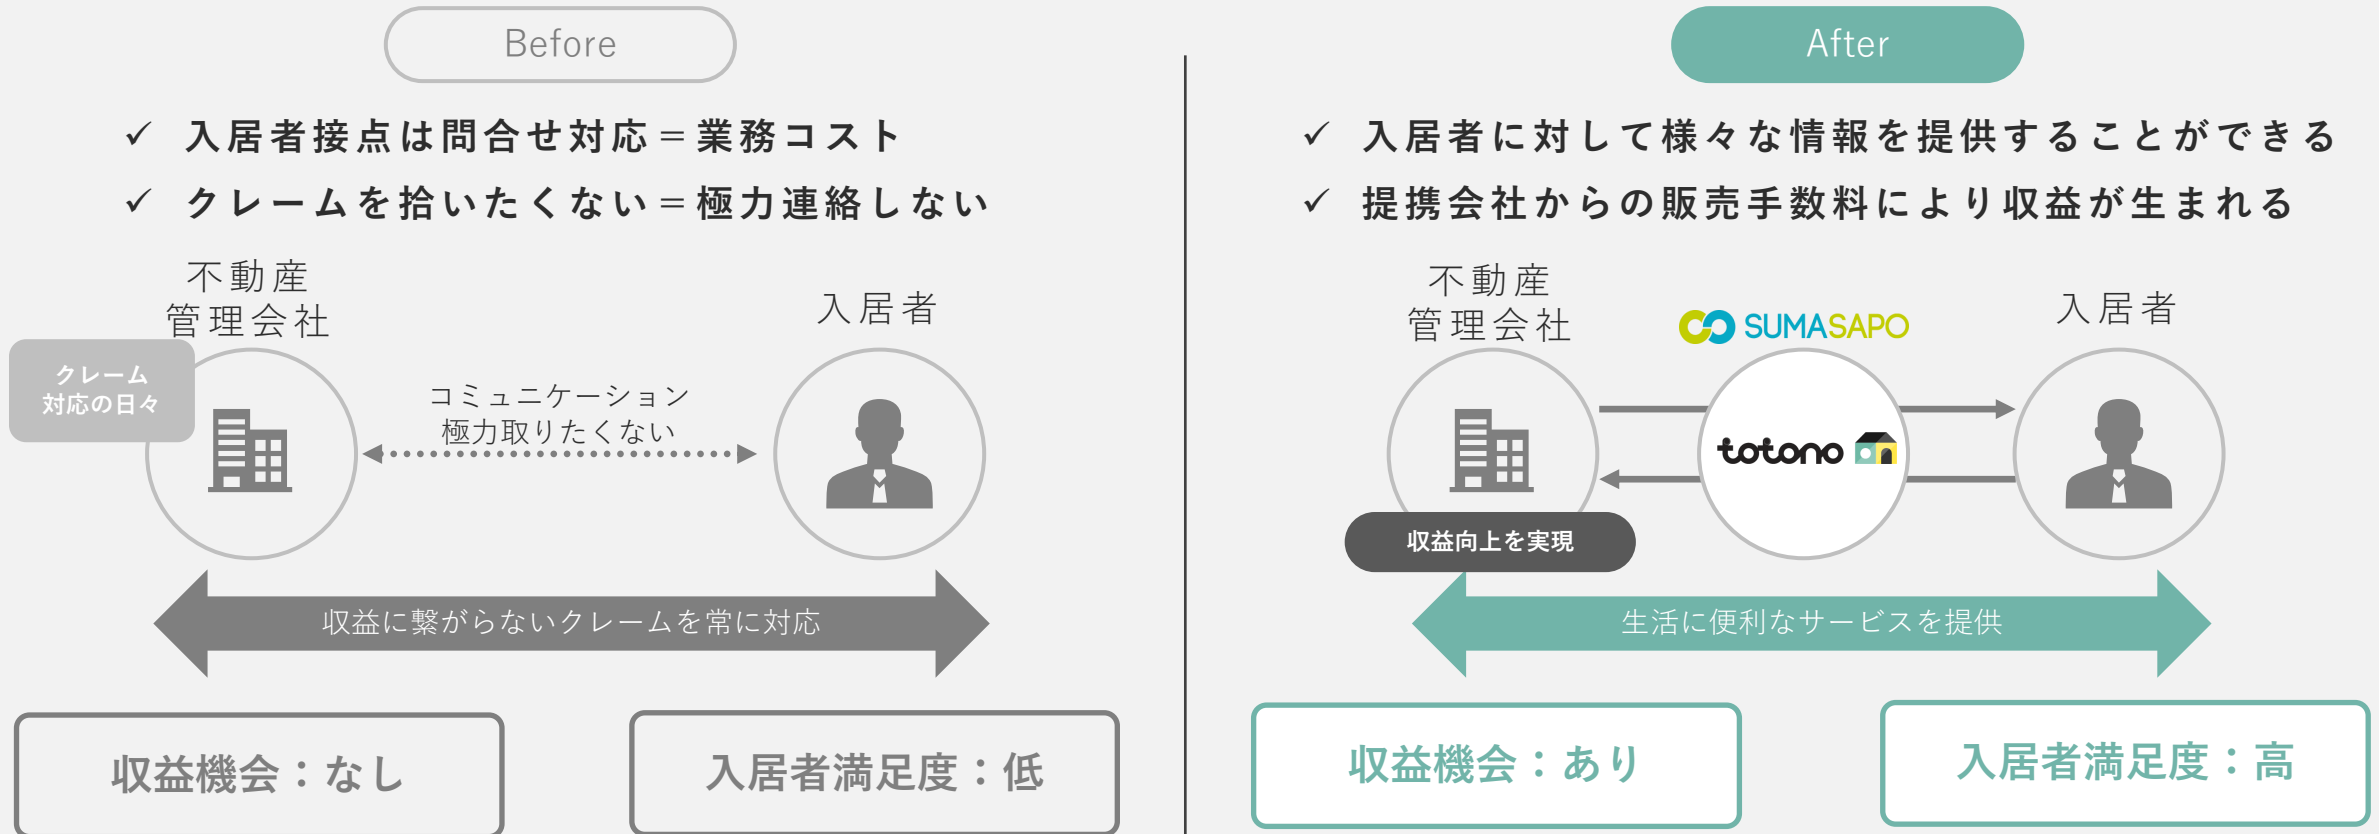 Before
✓ 入居者接点は問合せ対応＝業務コスト
✓ クレームを拾いたくない＝極力連絡しない
不動産
管理会社
入居者
クレーム
対応の日々
コミュニケーション
極力取りたくない
収益に繋がらないクレームを常に対応
収益機会：なし
入居者満足度：低
After
✓ 入居者に対して様々な情報を提供することができる
✓ 提携会社からの販売手数料により収益が生まれる
不動産
管理会社
SUMASAPO
入居者
totono
収益向上を実現
生活に便利なサービスを提供
収益機会：あり
入居者満足度：高